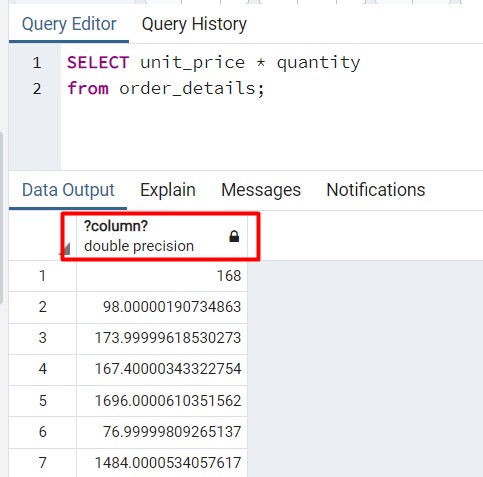 Query Editor Query History
1 SELECT unit_price * quantity
2 from order_details;
Data Output Explain Messages Notifications
?column?
double precision
1 168
2 98.00000190734863
3 173.99999618530273
4 167.40000343322754
5 1696.0000610351562
6 76.99999809265137
7 1484.0000534057617